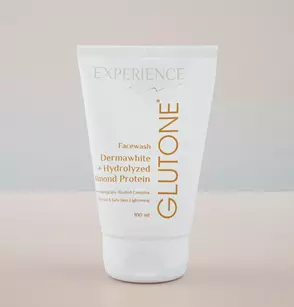 EXPERIENCE
Facewash
Dermawhite
+ Hydrolyzed
Almond Protein
100 ml
GLUTONE